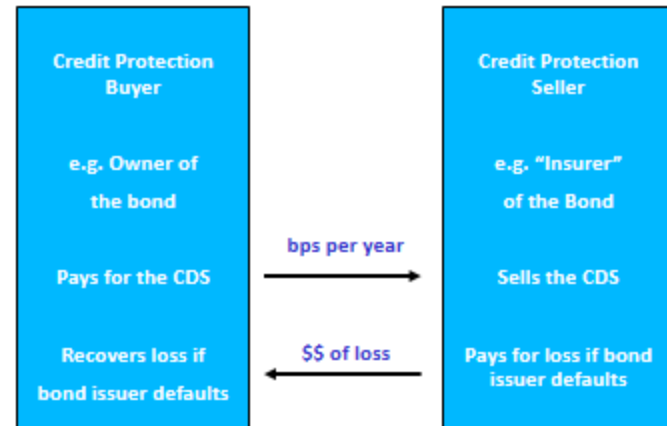 Credit Protection
Buyer
e.g. Owner of
the bond
Pays for the CDS
Recovers loss if
bond issuer defaults
bps per year
$$ of loss
Credit Protection
Seller
e.g. “Insurer”
of the Bond
Sells the CDS
Pays for loss if bond
issuer defaults